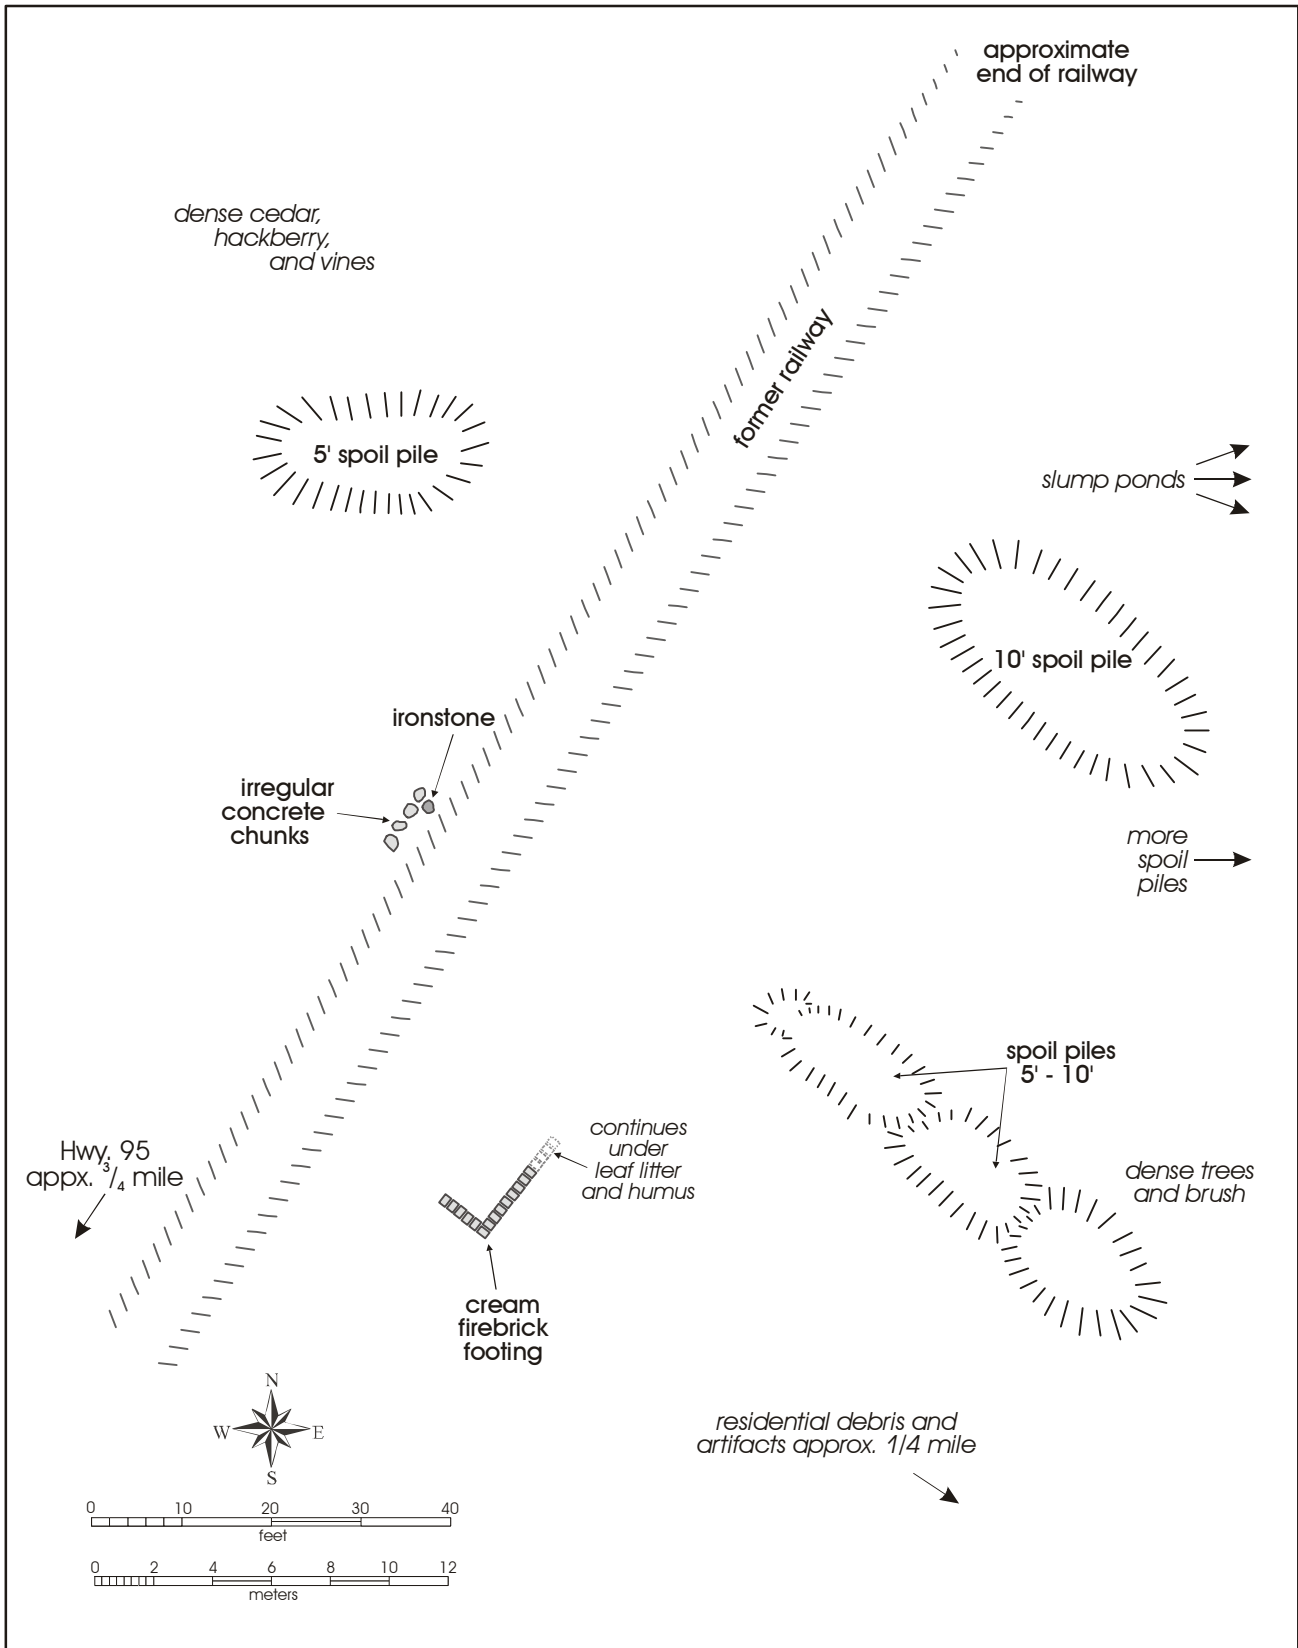 approximate
end of railway
dense cedar,
hackberry,
and vines
former railway
5' spoil pile
slump ponds
10' spoil pile
ironstone
irregular
concrete
chunks
more
spoil
piles
spoil piles
5' - 10'
continues
under
leaf litter
and humus
Hwy. 95
appx. 3/4 mile
dense trees
and brush
cream
firebrick
footing
N
W E
S
residential debris and
artifacts approx. 1/4 mile
0 10 20 30 40
feet
0 2 4 6 8 10 12
meters